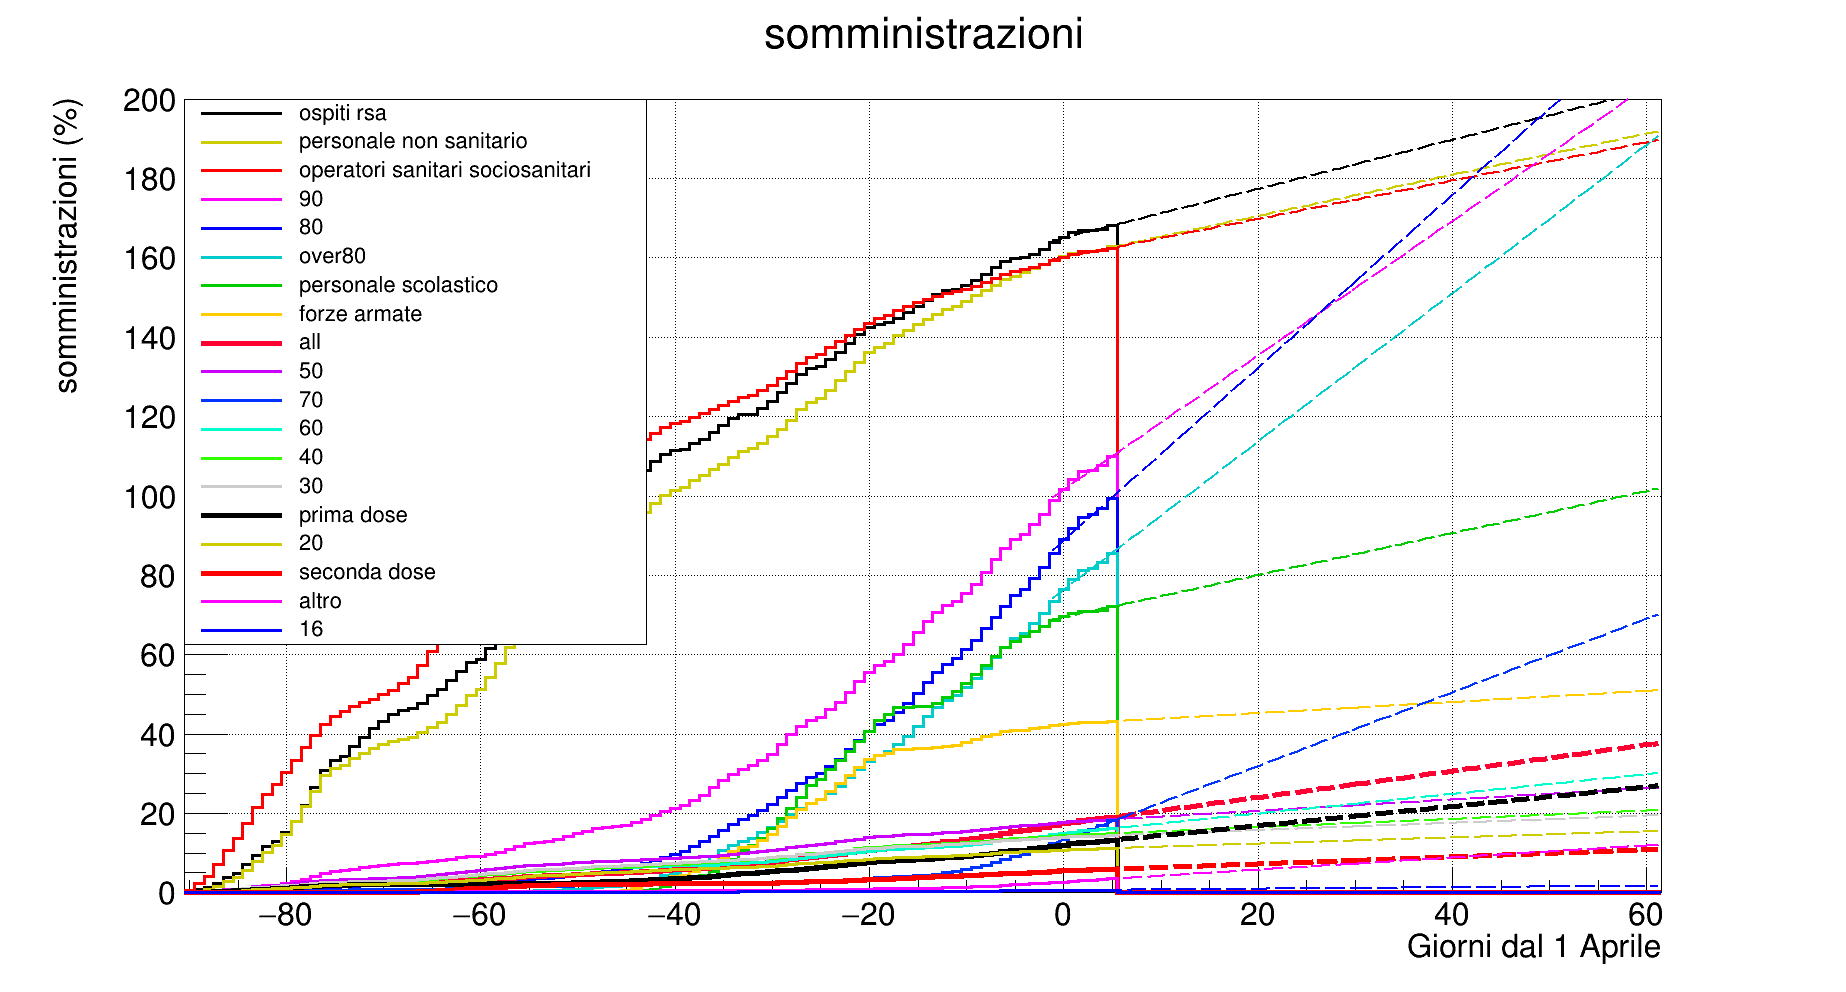 somministrazioni
somministrazioni (%)
200
180
160
140
120
100
80
60
40
20
0
ospiti rsa
personale non sanitario
operatori sanitari sociosanitari
90
80
over80
personale scolastico
forze armate
all
50
70
60
40
30
prima dose
20
seconda dose
altro
16
−80 −60 −40 −20 0 20 40 60
Giorni dal 1 Aprile